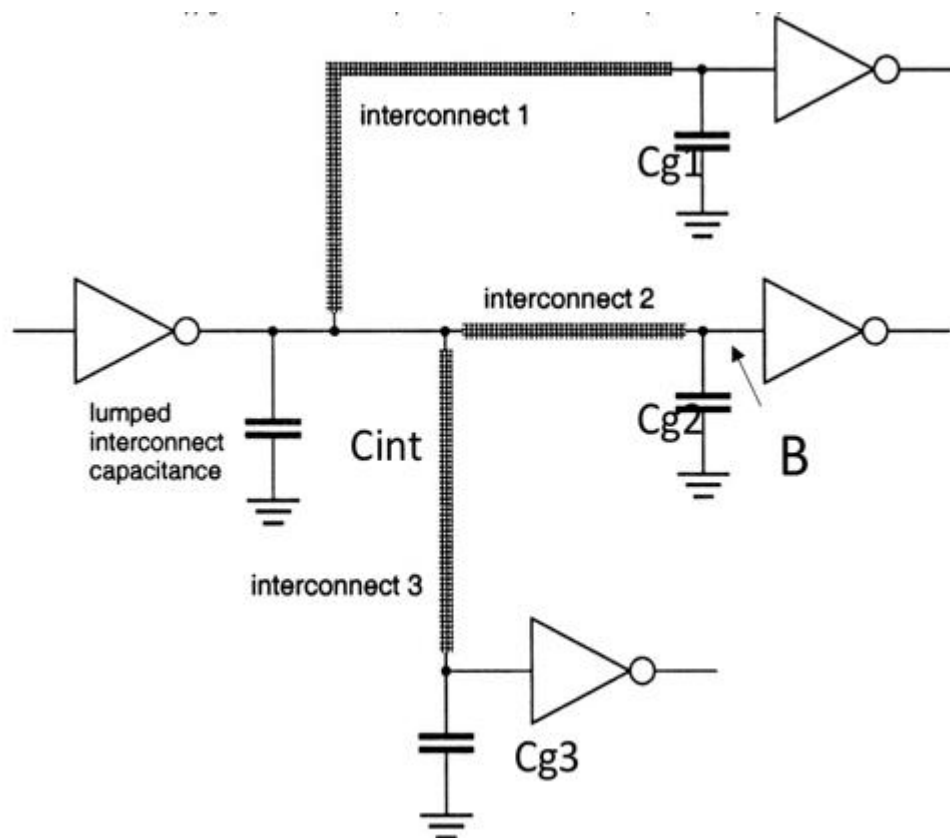 interconnect 1
Cg1
interconnect 2
lumped
interconnect
capacitance
Cint
Cg2
B
interconnect 3
Cg3